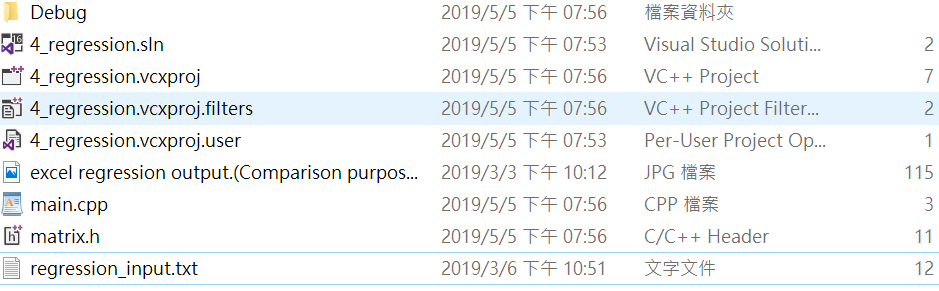 Debug 2019/5/5 下午 07:56 檔案資料夾
4_regression.sln 2019/5/5 下午 07:53 Visual Studio Soluti... 2
4_regression.vcxproj 2019/5/5 下午 07:56 VC++ Project 7
4_regression.vcxproj.filters 2019/5/5 下午 07:56 VC++ Project Filter... 2
4_regression.vcxproj.user 2019/5/5 下午 07:53 Per-User Project Op... 1
excel regression output.(Comparison purpos... 2019/3/3 下午 10:12 JPG 檔案 115
main.cpp 2019/5/5 下午 07:56 CPP 檔案 3
matrix.h 2019/5/5 下午 07:56 C/C++ Header 11
regression_input.txt 2019/3/6 下午 10:51 文字文件 12